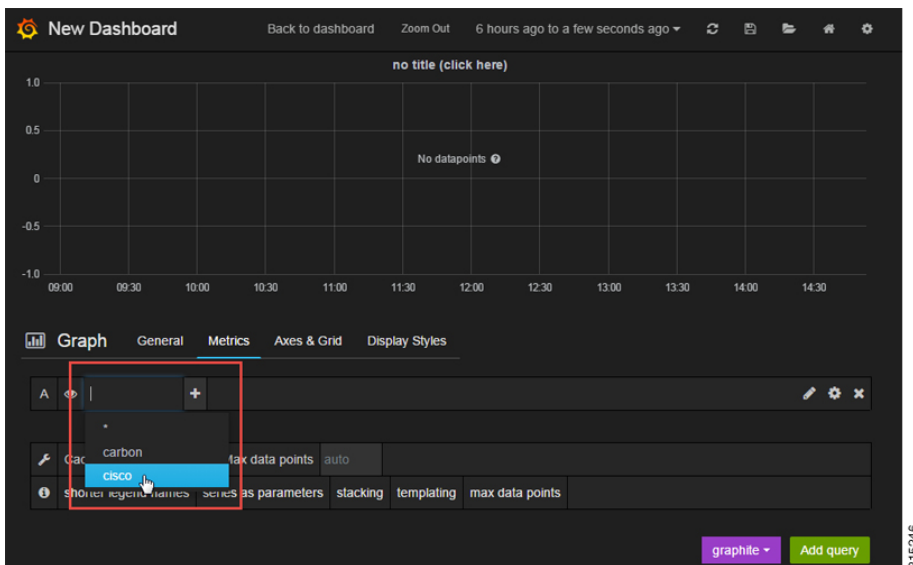 New Dashboard Back to dashboard Zoom Out 6 hours ago to a few seconds ago
no title (click here)
1.0
0.5
No datapoints
0
-0.5
-1.0
09:00 09:30 10:00 10:30 11:00 11:30 12:00 12:30 13:00 13:30 14:00 14:30
Graph General Metrics Axes & Grid Display Styles
A
*
carbon
Max data points auto
cisco
shorter legend names series as parameters stacking templating max data points
graphite Add query